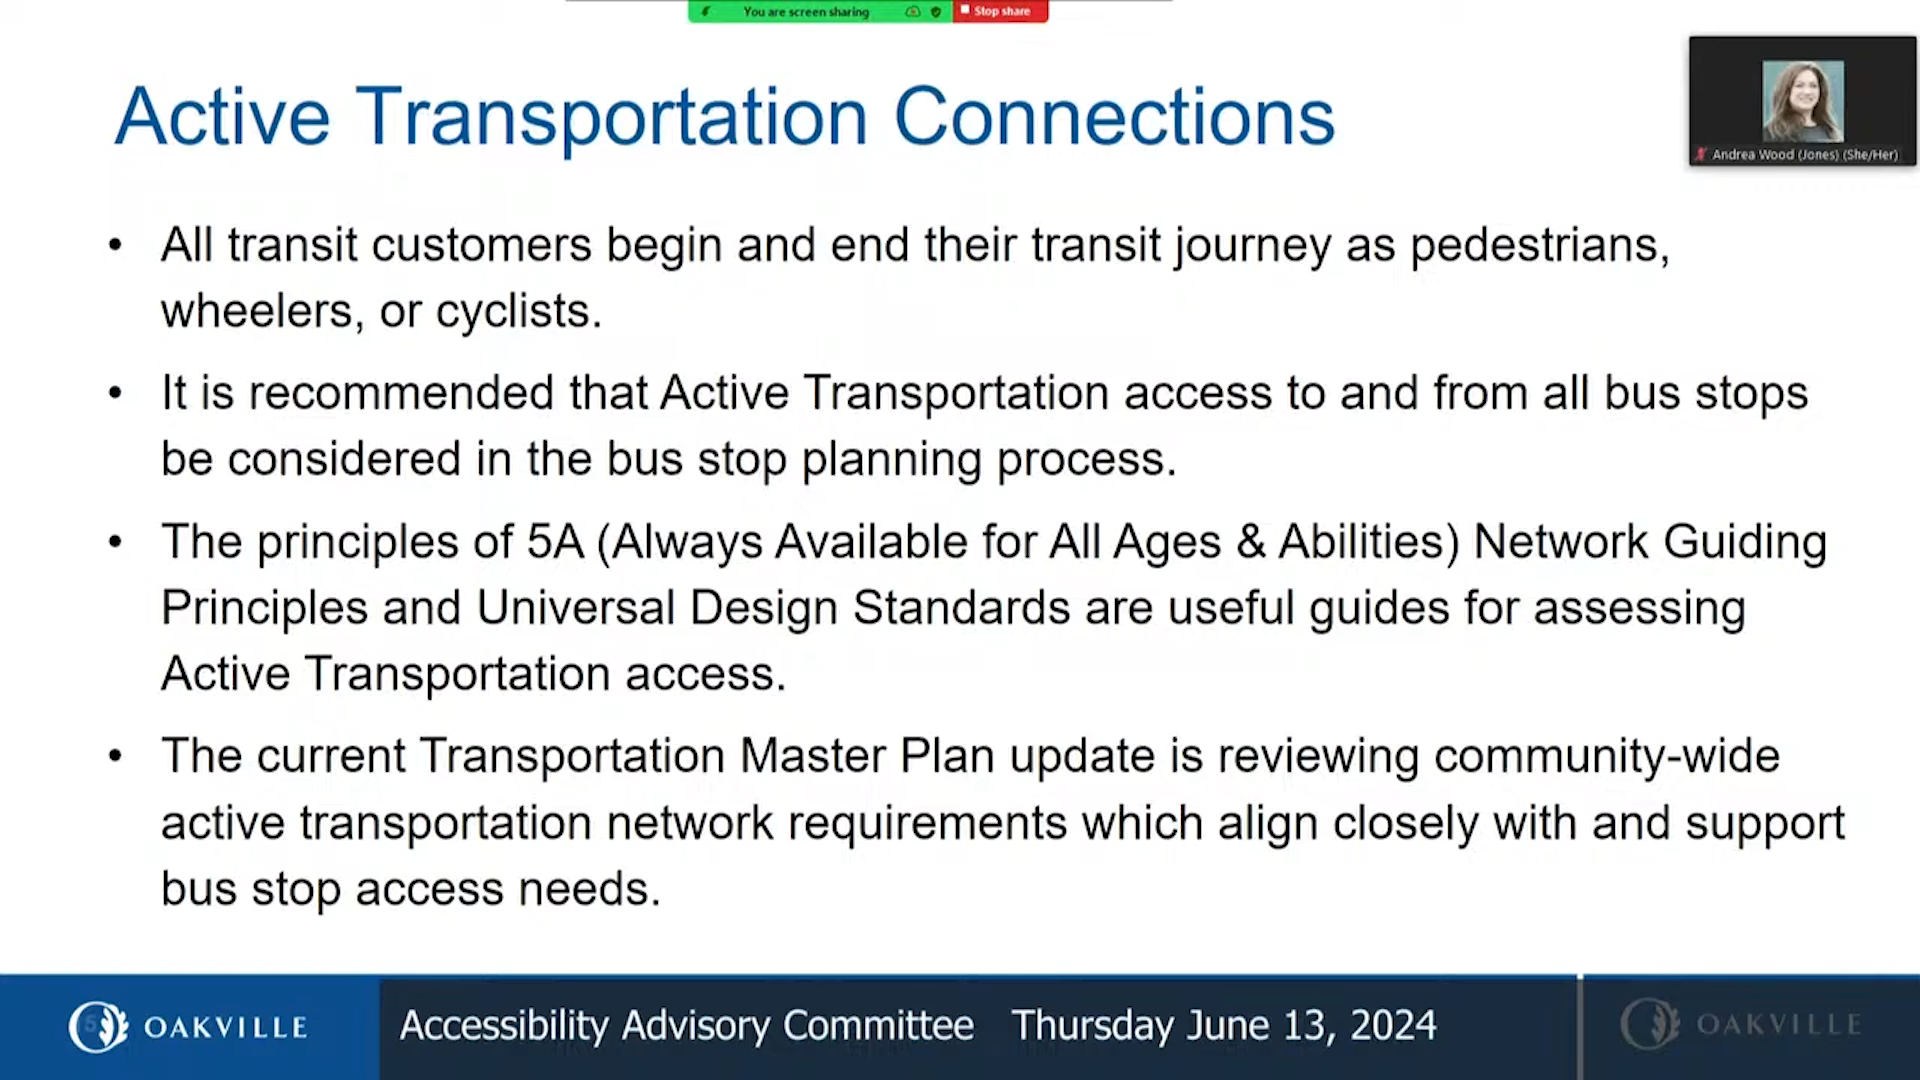 You are screen sharing
Stop share
Active Transportation Connections
Andrea Wood (Jones) (She/Her)
• All transit customers begin and end their transit journey as pedestrians,
wheelers, or cyclists.
• It is recommended that Active Transportation access to and from all bus stops
be considered in the bus stop planning process.
• The principles of 5A (Always Available for All Ages & Abilities) Network Guiding
Principles and Universal Design Standards are useful guides for assessing
Active Transportation access.
• The current Transportation Master Plan update is reviewing community-wide
active transportation network requirements which align closely with and support
bus stop access needs.
OAKVILLE
Accessibility Advisory Committee Thursday June 13, 2024
OAKVILLE